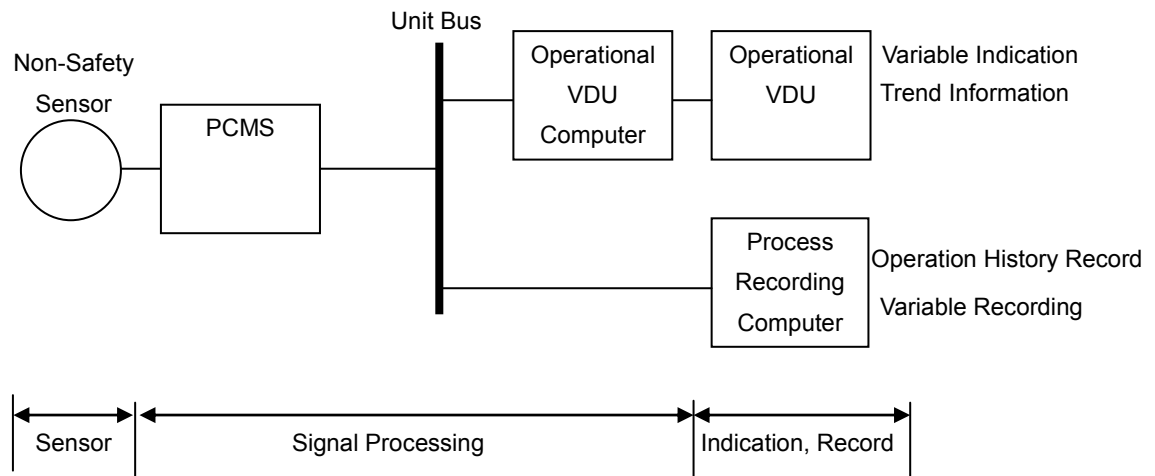 Unit Bus
Non-Safety
Sensor
PCMS
Operational
VDU
Computer
Operational
VDU
Variable Indication
Trend Information
Process
Recording
Computer
Operation History Record
Variable Recording
Sensor
Signal Processing
Indication, Record